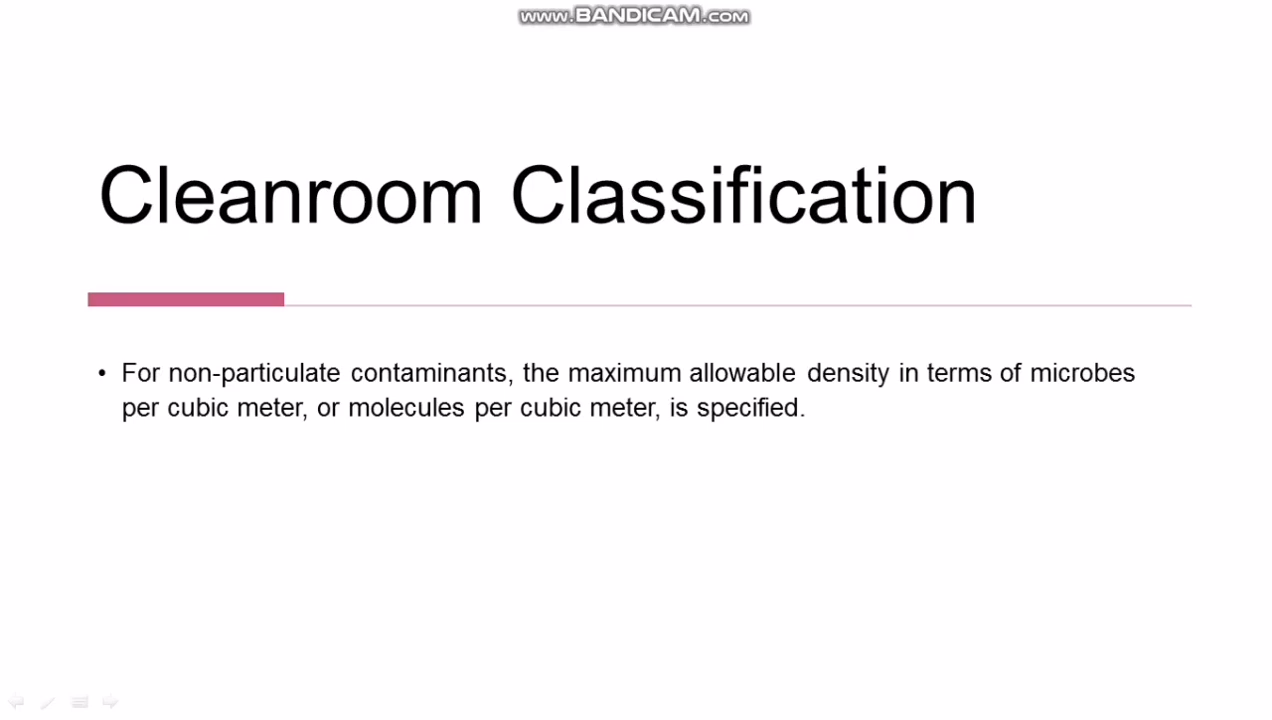 www.BANDICAM.com
Cleanroom Classification
• For non-particulate contaminants, the maximum allowable density in terms of microbes
per cubic meter, or molecules per cubic meter, is specified.